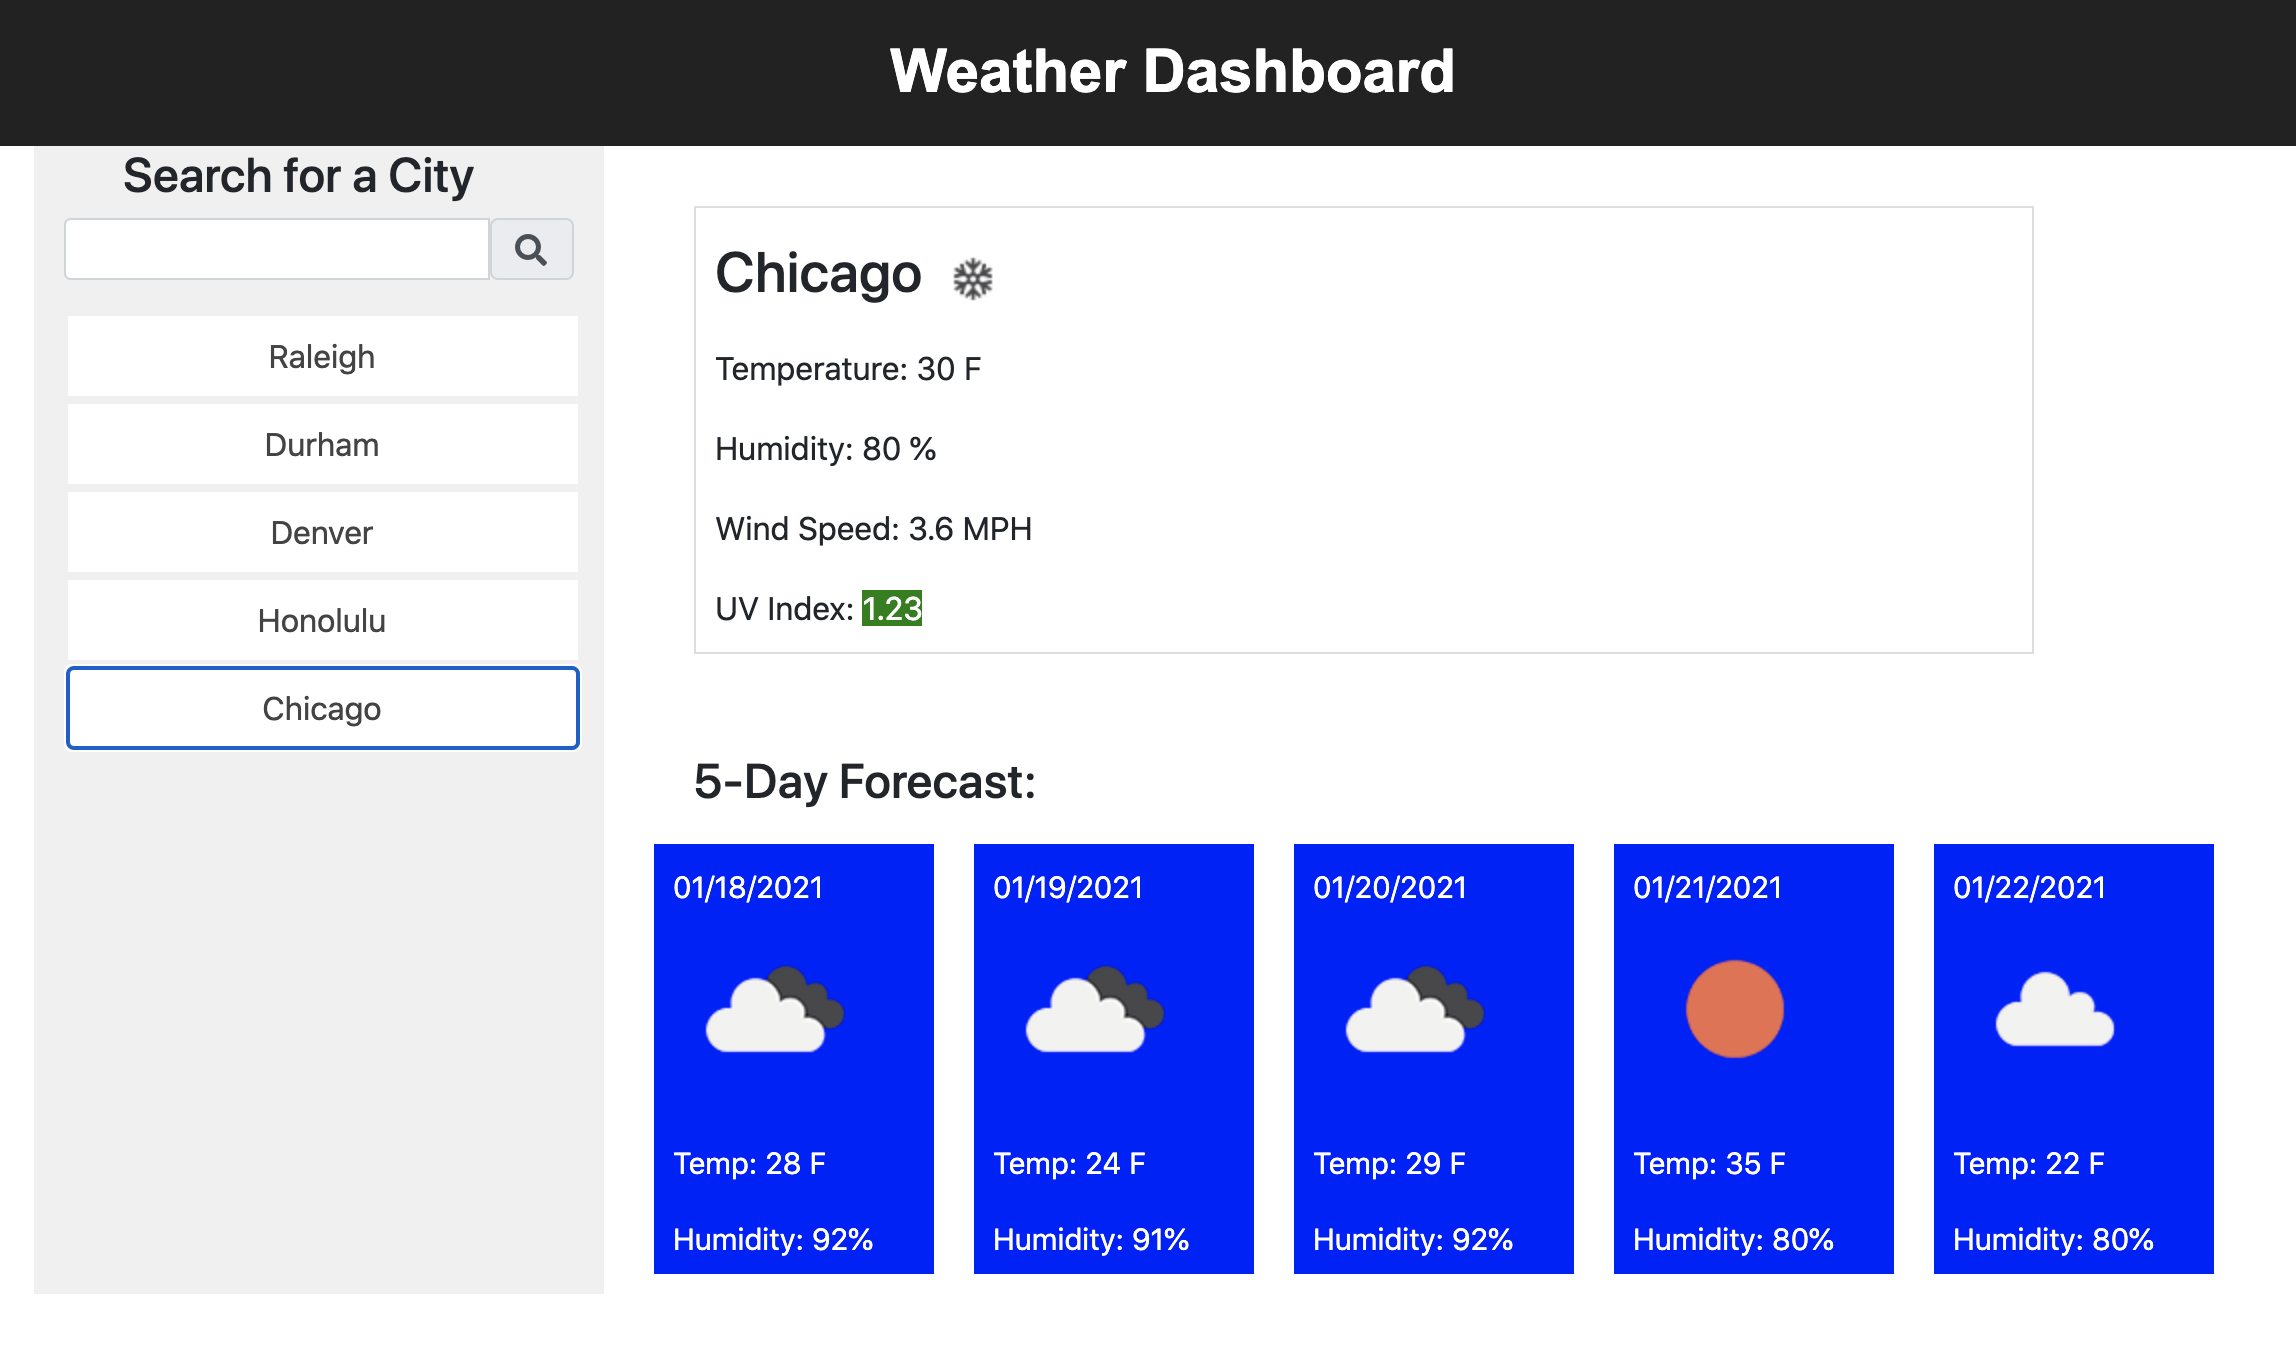 Weather Dashboard
Search for a City
Raleigh
Durham
Denver
Honolulu
Chicago
Chicago
Temperature: 30 F
Humidity: 80 %
Wind Speed: 3.6 MPH
UV Index: 1.23
5-Day Forecast:
01/18/2021
Temp: 28 F
Humidity: 92%
01/19/2021
Temp: 24 F
Humidity: 91%
01/20/2021
Temp: 29 F
Humidity: 92%
01/21/2021
Temp: 35 F
Humidity: 80%
01/22/2021
Temp: 22 F
Humidity: 80%